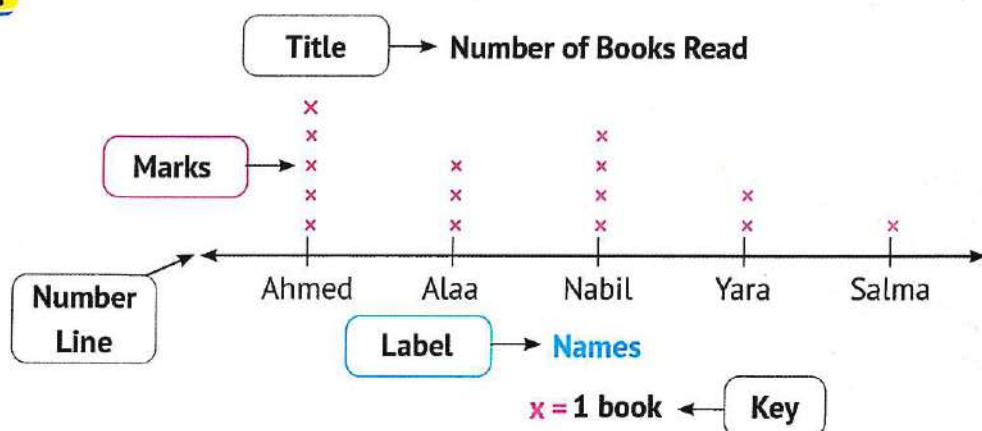 Title Number of Books Read
Marks
Number
Line
Ahmed Alaa Nabil Yara Salma
Label Names
x = 1 book Key